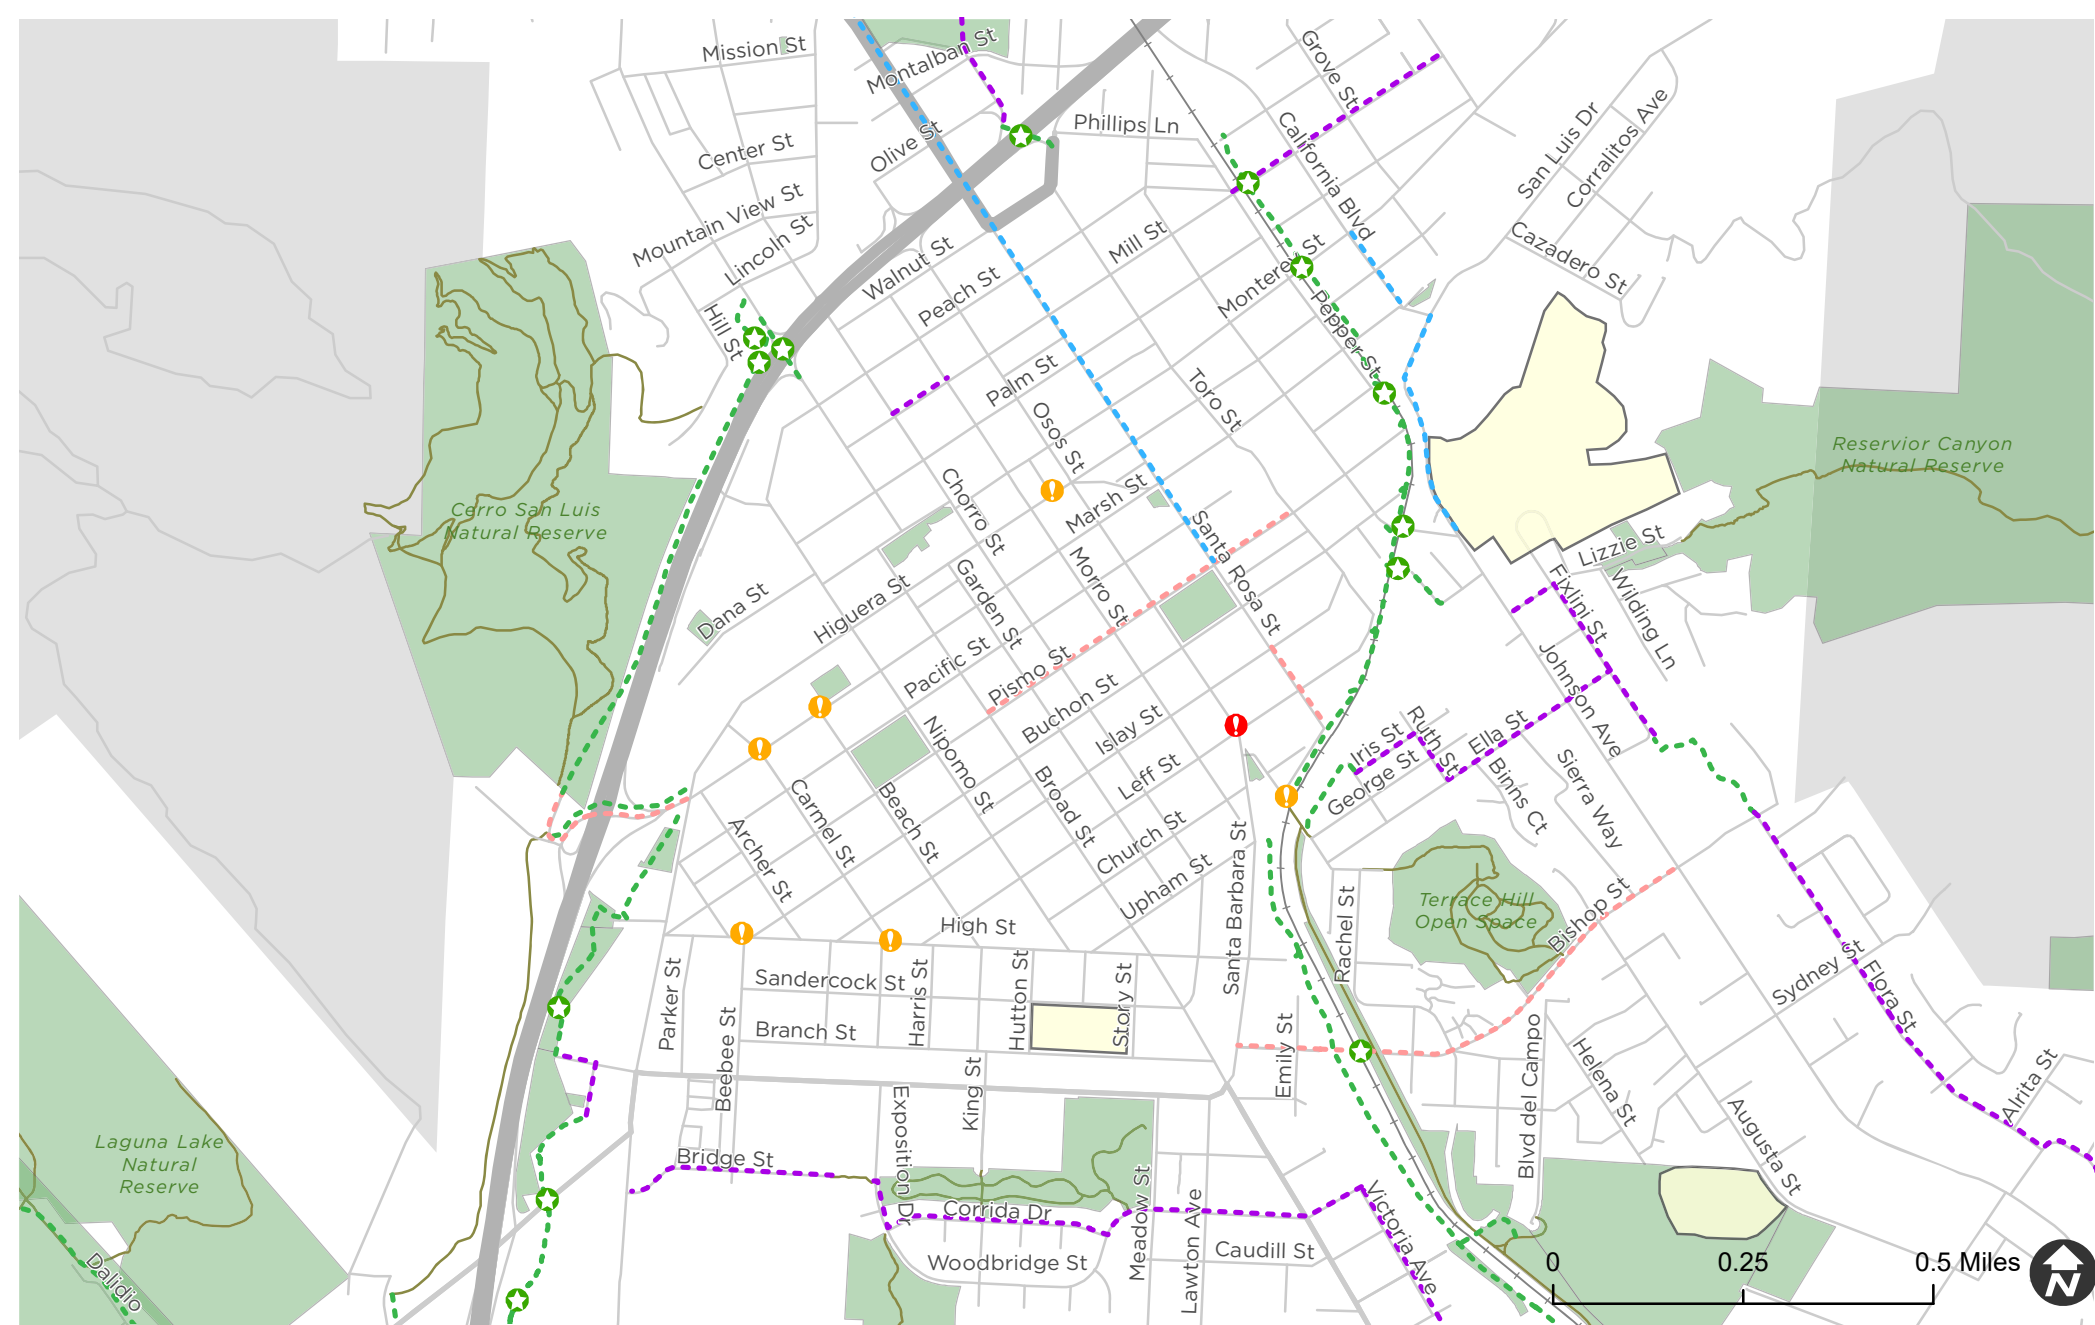 Mission St
Montalban St
Grove St
Phillips Ln
Center St
Olive St
California Blvd
San Luis Dr
Corralitos Ave
Mountain View St
Lincoln St
Walnut St
Mill St
Monterey St
Cazadero St
Hill St
Peach St
Pepper St
Palm St
Toro St
Osos St
Reservior Canyon
Natural Reserve
Cerro San Luis
Natural Reserve
Chorro St
Marsh St
Santa Rosa St
Lizzie St
Dana St
Higuera St
Garden St
Morro St
Fixlini St
Wilding Ln
Pacific St
Pismo St
Johnson Ave
Buchon St
Nipomo St
Islay St
Iris St
Ruth St
Ella St
George St
Binns Ct
Sierra Way
Leff St
Carmel St
Beach St
Broad St
Archer St
Church St
Upham St
Santa Barbara St
Terrace Hill
Open Space
Bishop St
High St
Rachel St
Sydney St
Flora St
Parker St
Sandercock St
Harris St
Hutton St
Story St
Branch St
Beebee St
King St
Emily St
Blvd del Campo
Helena St
Alrita St
Augusta St
Exposition Dr
Laguna Lake
Natural
Reserve
Bridge St
Corrida Dr
Meadow St
Lawton Ave
Victoria Ave
Woodbridge St
Caudill St
Dalidio
0 0.25 0.5 Miles
N